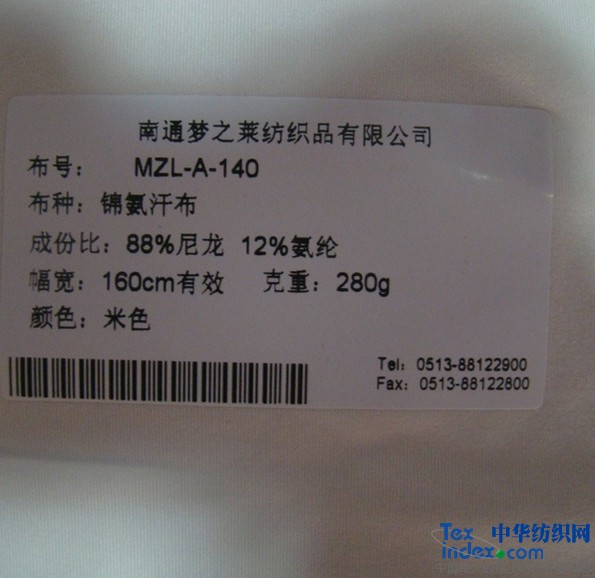 南通梦之莱纺织品有限公司
布号： MZL-A-140
布种：锦氨汗布
成份比：88%尼龙 12%氨纶
幅宽：160cm有效 克重：280g
颜色：米色
Tel：0513-88122900
Fax：0513-88122800
Tex 中华纺织网
index.com